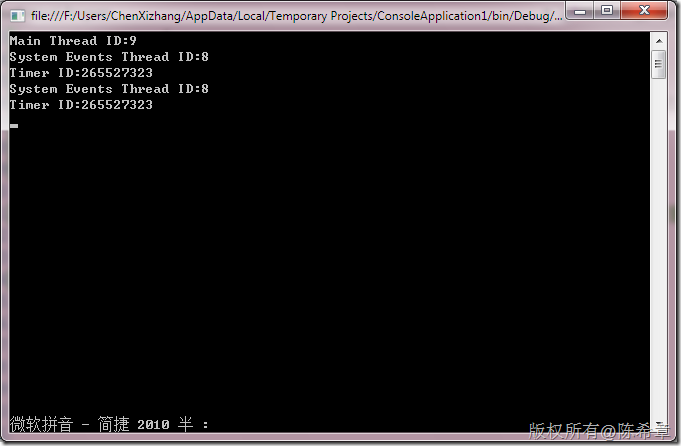 file:///F:/Users/ChenXizhang/AppData/Local/Temporary Projects/ConsoleApplication1/bin/Debug/...
Main Thread ID:9
System Events Thread ID:8
Timer ID:265527323
System Events Thread ID:8
Timer ID:265527323
微软拼音 - 简捷 2010 半 :
版权所有@陈希章